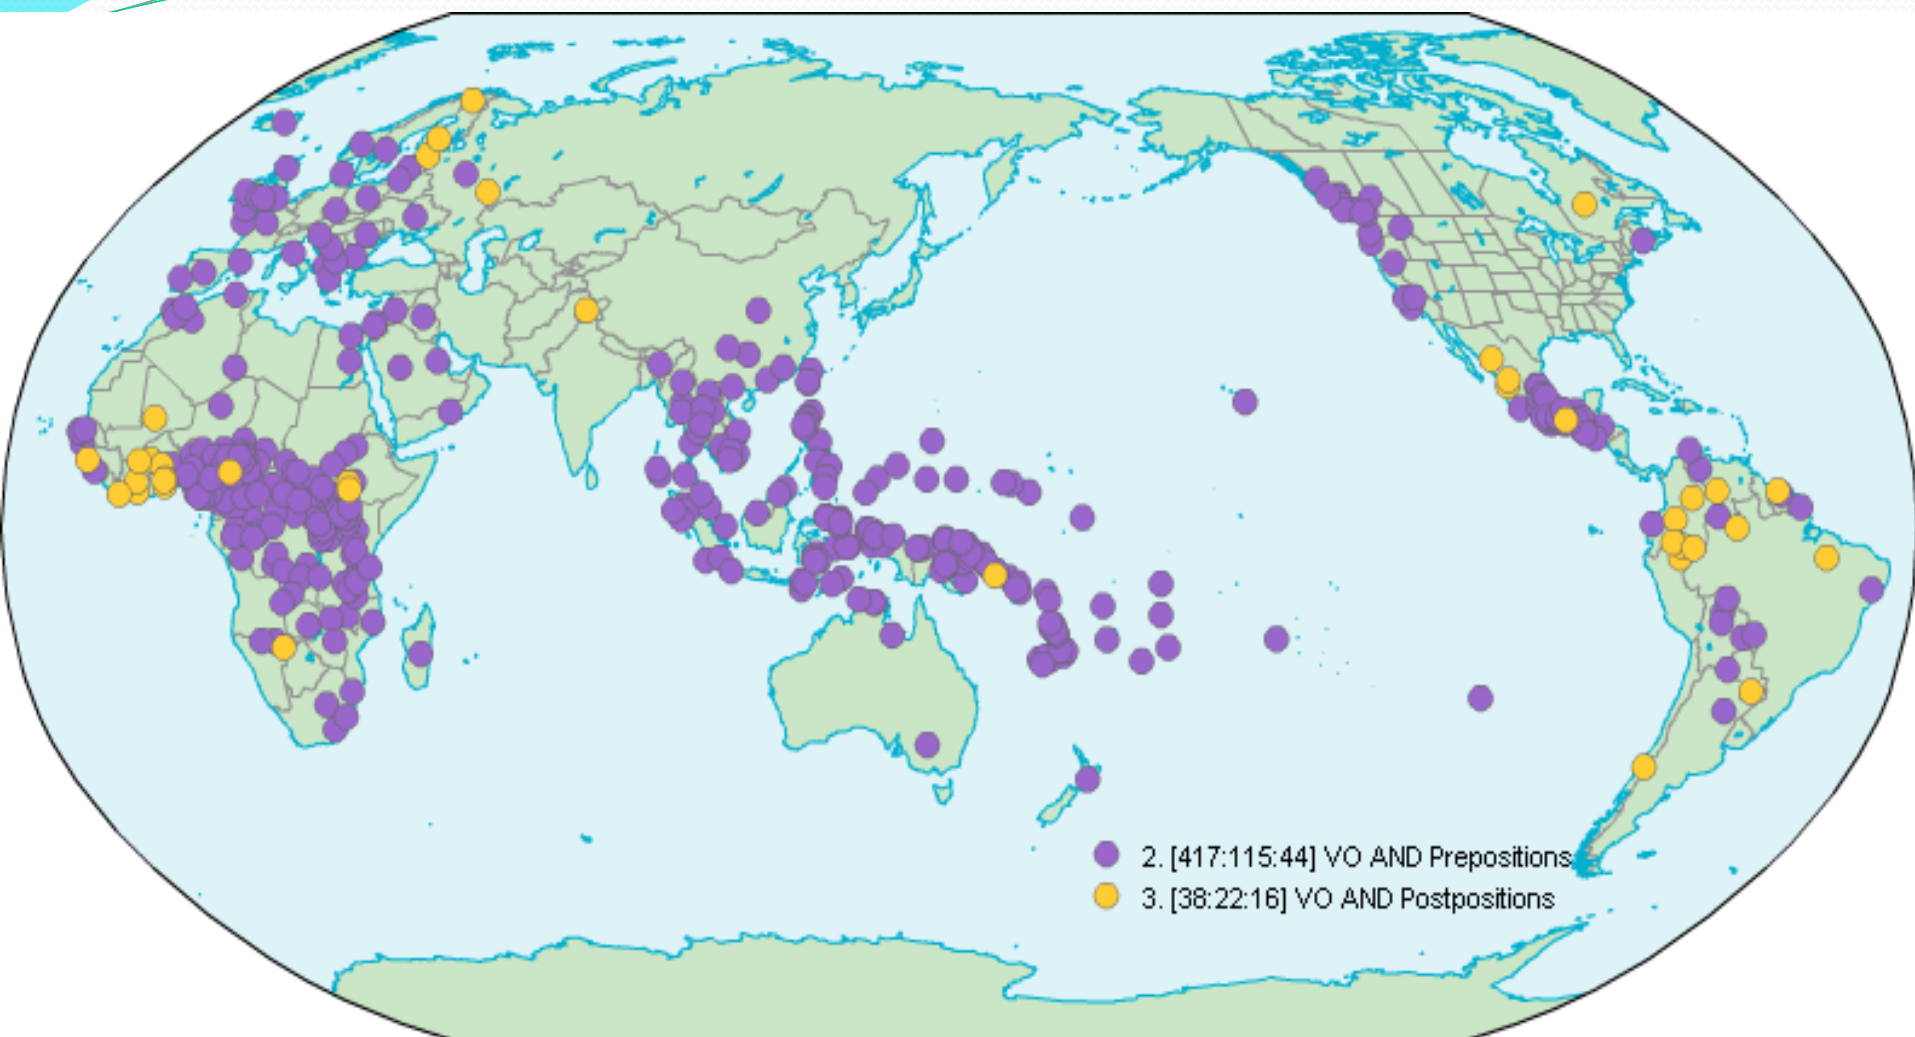 2. [417:115:44] VO AND Prepositions
3. [38:22:16] VO AND Postpositions